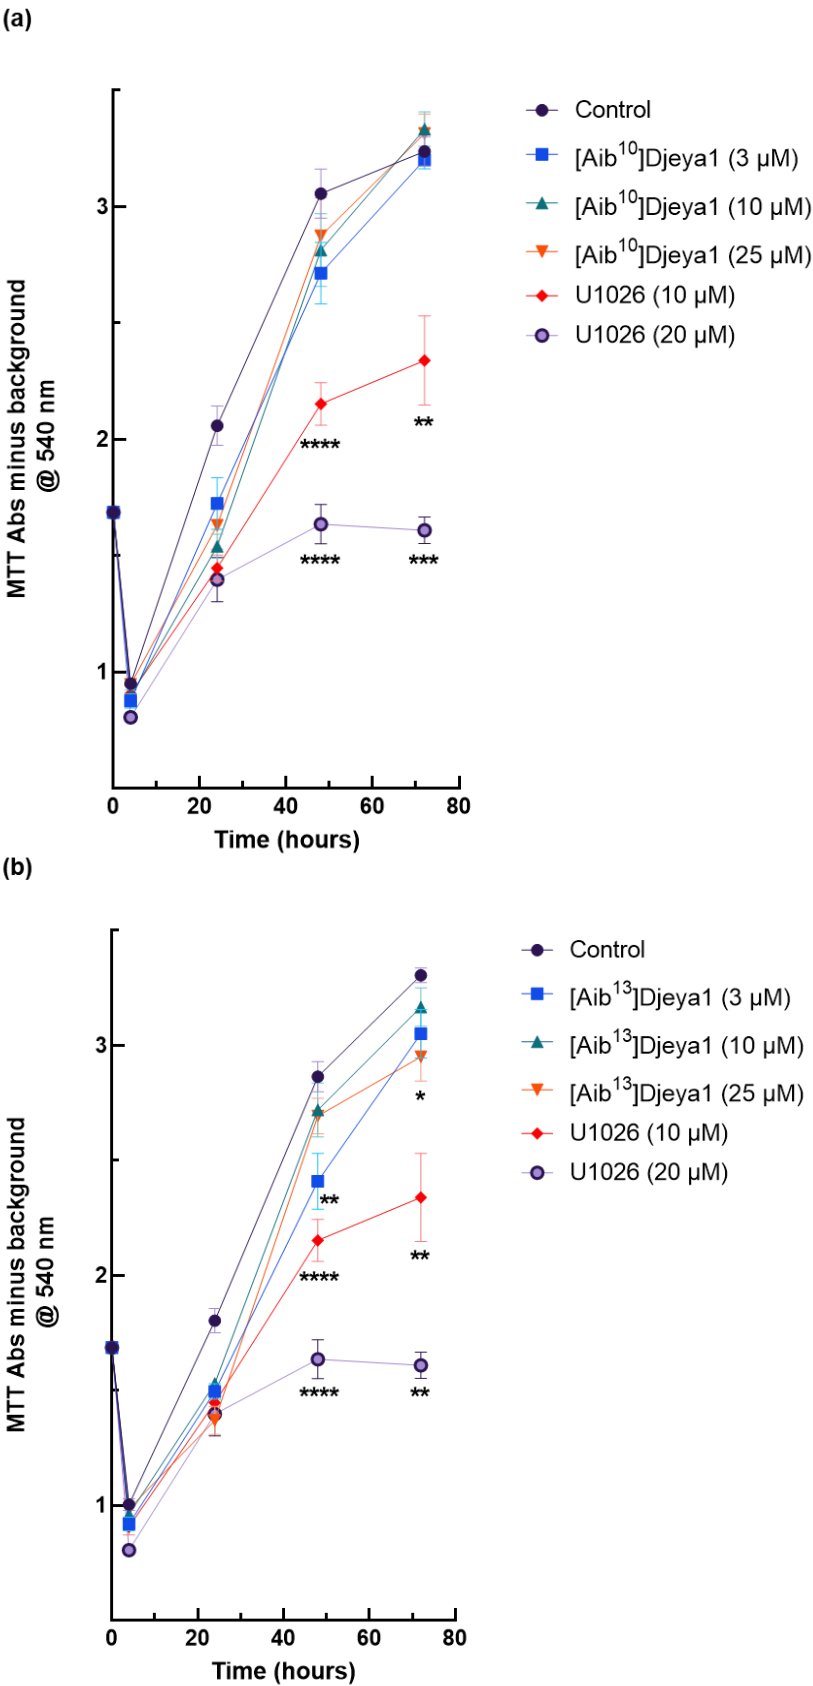 (a)
Control
[Aib10]Djeya1 (3 µM)
[Aib10]Djeya1 (10 µM)
[Aib10]Djeya1 (25 µM)
U1026 (10 µM)
U1026 (20 µM)
MTT Abs minus background
@ 540 nm
3
2
1
**
****
****
***
0
20
40
60
80
Time (hours)
(b)
Control
[Aib13]Djeya1 (3 µM)
[Aib13]Djeya1 (10 µM)
[Aib13]Djeya1 (25 µM)
U1026 (10 µM)
U1026 (20 µM)
MTT Abs minus background
@ 540 nm
3
2
1
*
**
**
****
****
**
0
20
40
60
80
Time (hours)